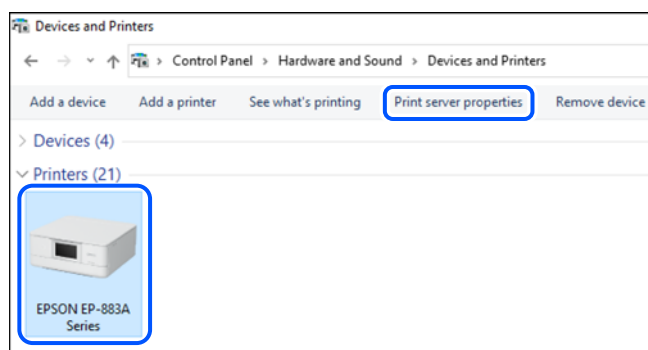 Devices and Printers
Control Panel > Hardware and Sound > Devices and Printers
Add a device Add a printer See what's printing Print server properties Remove device
Devices (4)
Printers (21)
EPSON EP-883A
Series